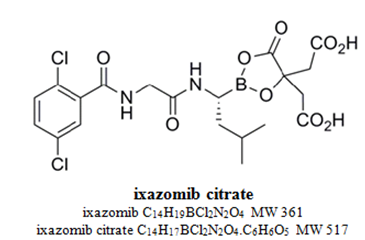 O
CO₂H
Cl O O
H
N B
N O
H
CO₂H
O
Cl
ixazomib citrate
ixazomib C₁₄H₁₉BCl₂N₂O₄ MW 361
ixazomib citrate C₁₄H₁₇BCl₂N₂O₄.C₆H₆O₅ MW 517